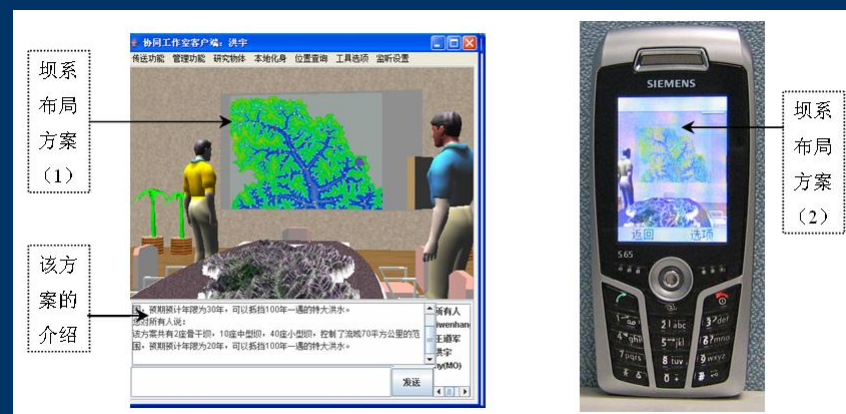 坝系
布局
方案
(1)
该方
案的
介绍
协同工作室客户端：洪宇
传送功能 管理功能 研究物体 本地化身 位置查询 工具选项 监听设置
围，预期预计年限为30年，可以抵挡100年一遇的特大洪水。
您对所有人说：
该方案共有2座骨干坝，10座中型坝，40座小型坝，控制了流域70平方公里的范
围，预期预计年限为20年，可以抵挡100年一遇的特大洪水。
所有人
iwenhang
王道军
洪宇
y(MO)
发送
SIEMENS
返回 选项
S65
坝系
布局
方案
(2)